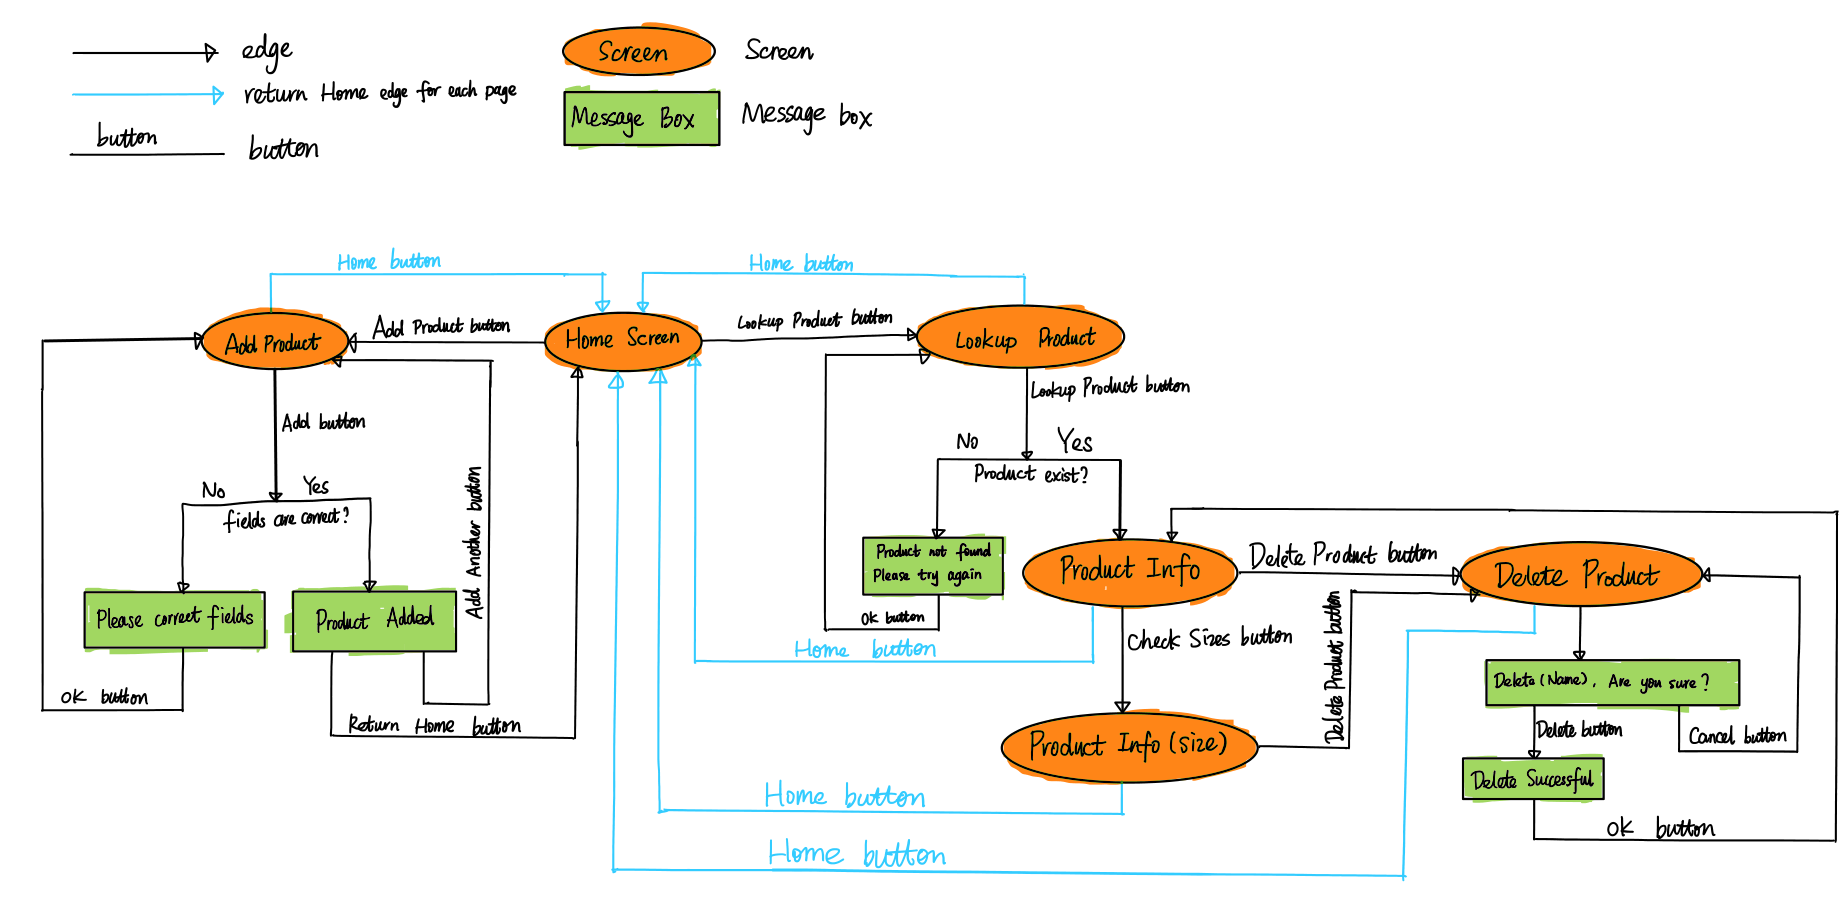 edge
return Home edge for each page
button
button
Screen
Screen
Message Box
Message box
Home button
Home button
Add Product
Add Product button
Home Screen
Lookup Product button
Lookup Product
Lookup Product button
Add button
No
Yes
fields are correct?
Add Another button
No
Yes
Product exist?
Please correct fields
Product Added
OK button
Return Home button
Product not found
Please try again
OK button
Product Info
Delete Product button
Delete Product
Home button
Check Sizes button
Delete Product button
Delete (Name), Are you sure?
Delete button
Cancel button
Product Info (size)
Delete Successful
OK button
Home button
Home button